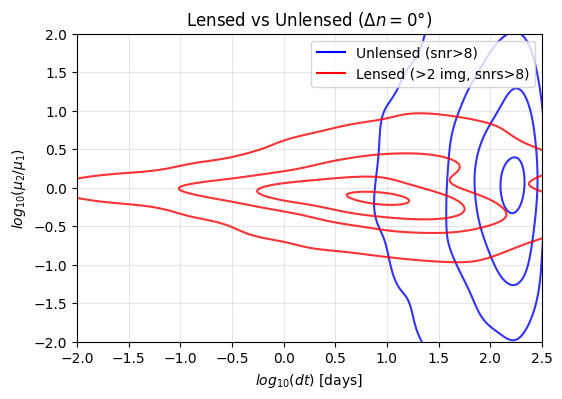 Lensed vs Unlensed (Δn = 0°)
Unlensed (snr>8)
Lensed (>2 img, snrs>8)
log₁₀(μ₂/μ₁)
2.0
1.5
1.0
0.5
0.0
−0.5
−1.0
−1.5
−2.0
−2.0 −1.5 −1.0 −0.5 0.0 0.5 1.0 1.5 2.0 2.5
log₁₀(dt) [days]